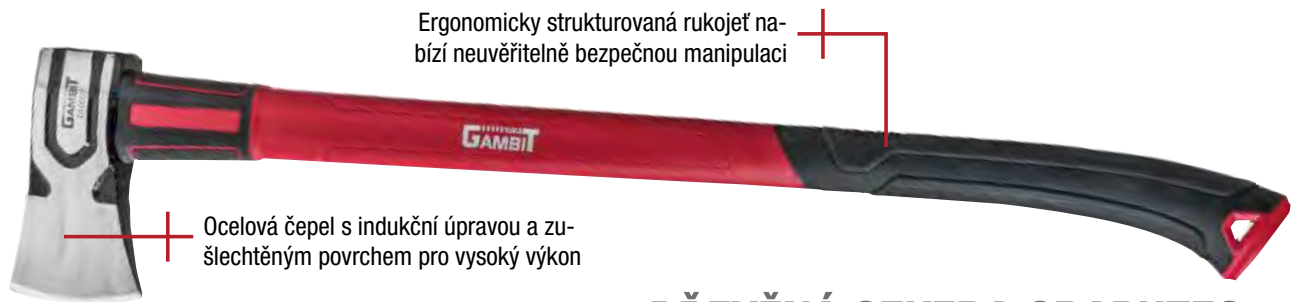 Ergonomicky strukturovaná rukojeť na-
bízí neuvěřitelně bezpečnou manipulaci
GAMBIT
GAMBIT
Ocelová čepel s indukční úpravou a zu-
šlechtěným povrchem pro vysoký výkon